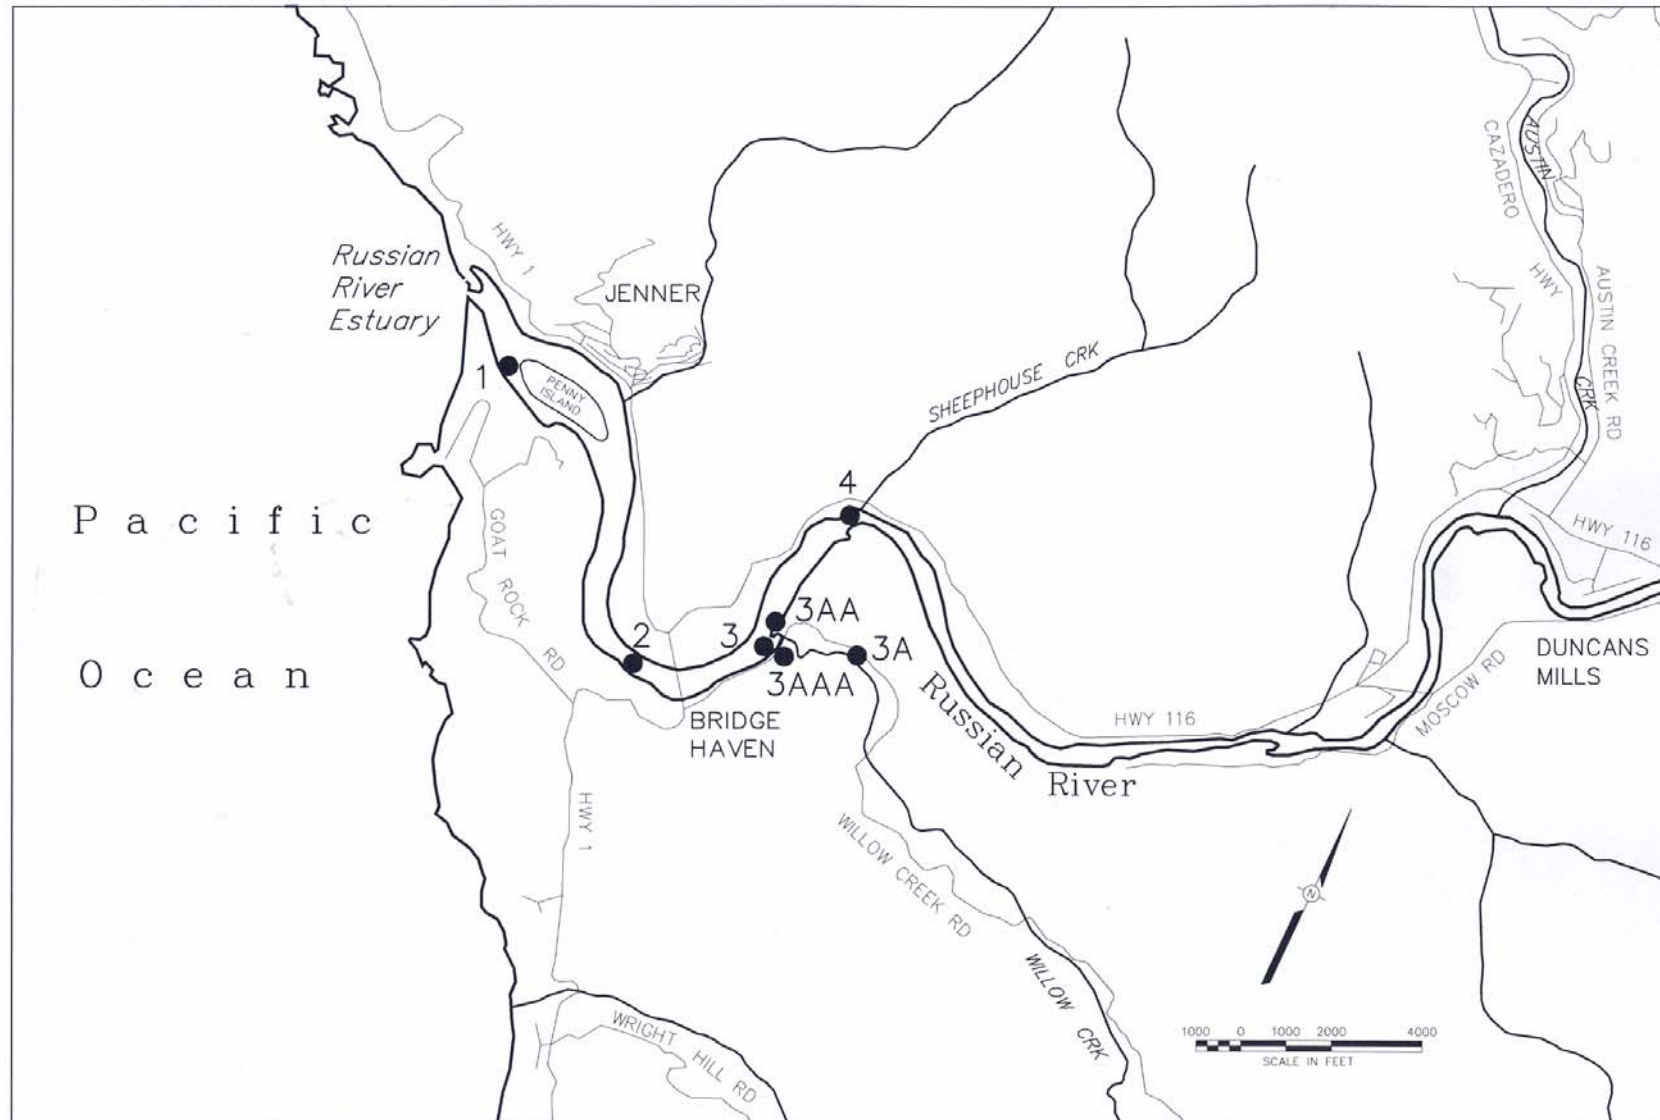 HWY 1
Russian
River
Estuary
JENNER
1
PENNY
ISLAND
CAZADERO
HWY
AUSTIN
CRK
AUSTIN CREEK RD
SHEEPHOUSE CRK
4
Pacific
Ocean
GOAT ROCK RD
2
3
3AA
3A
3AAA
BRIDGE
HAVEN
Russian
River
HWY 116
HWY 116
DUNCANS
MILLS
MOSCOW RD
HWY 1
WILLOW CREEK RD
WILLOW CRK
N
WRIGHT HILL RD
1000 0 1000 2000 4000
SCALE IN FEET